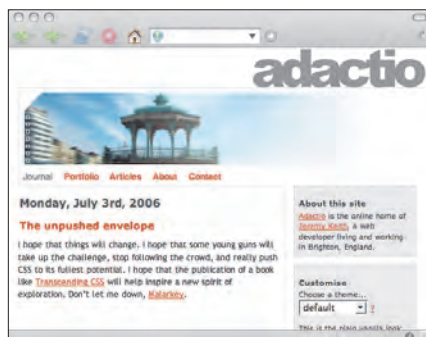 adactio
Journal Portfolio Articles About Contact
Monday, July 3rd, 2006
The unpushed envelope
I hope that things will change. I hope that some young guns will
take up the challenge, stop following the crowd, and really push
CSS to its fullest potential. I hope that the publication of a book
like Transcending CSS will help inspire a new spirit of
exploration. Don't let me down, Malarkey.
About this site
Adactio is the online home of
Jeremy Keith, a web
developer living and working
in Brighton, England.
Customise
Choose a theme...
default ?
This is the plain vanilla look